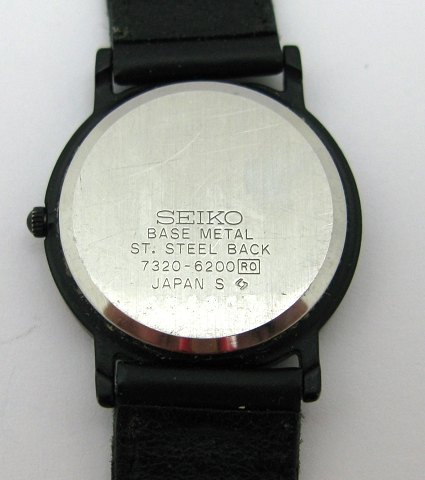 SEIKO
BASE METAL
ST. STEEL BACK
7320-6200 RO
JAPAN S